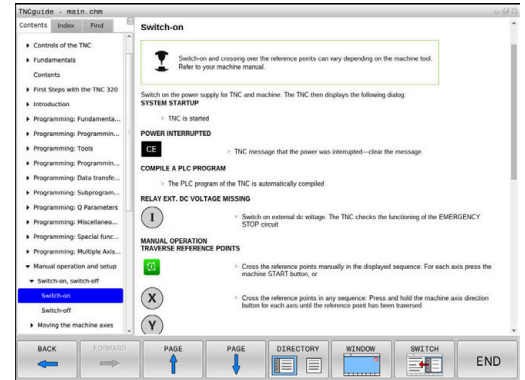 TNCguide - main.chm
Contents Index Find
Controls of the TNC
Fundamentals
Contents
First Steps with the TNC 320
Introduction
Programming: Fundamenta...
Programming: Programmin...
Programming: Tools
Programming: Programmin...
Programming: Data transfe...
Programming: Subprogram...
Programming: Q Parameters
Programming: Miscellaneo...
Programming: Special func...
Programming: Multiple Axis...
Manual operation and setup
Switch-on, switch-off
Switch-on
Switch-off
Moving the machine axes
Switch-on
Switch-on and crossing over the reference points can vary depending on the machine tool.
Refer to your machine manual.
Switch on the power supply for TNC and machine. The TNC then displays the following dialog:
SYSTEM STARTUP
TNC is started
POWER INTERRUPTED
CE
TNC message that the power was interrupted—clear the message
COMPILE A PLC PROGRAM
The PLC program of the TNC is automatically compiled
RELAY EXT. DC VOLTAGE MISSING
I
Switch on external dc voltage. The TNC checks the functioning of the EMERGENCY
STOP circuit
MANUAL OPERATION
TRAVERSE REFERENCE POINTS
Cross the reference points manually in the displayed sequence: For each axis press the
machine START button, or
X
Cross the reference points in any sequence: Press and hold the machine axis direction
button for each axis until the reference point has been traversed
Y
BACK FORWARD PAGE PAGE DIRECTORY WINDOW SWITCH END